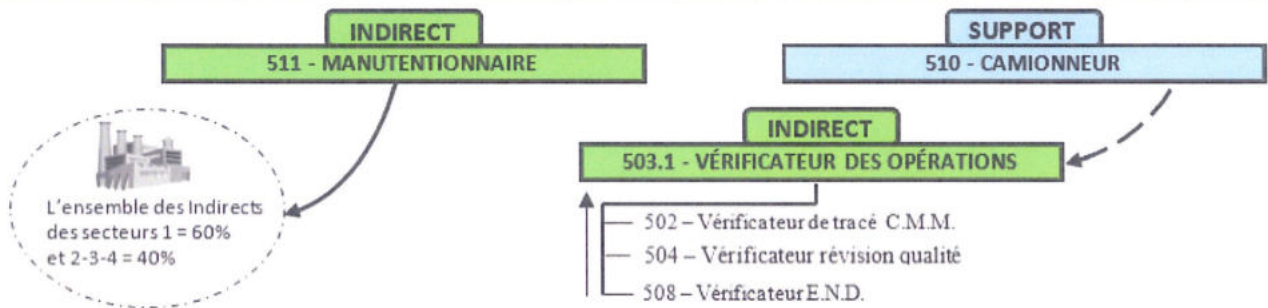 INDIRECT
511 - MANUTENTIONNAIRE
SUPPORT
510 - CAMIONNEUR
INDIRECT
503.1 - VÉRIFICATEUR DES OPÉRATIONS
L'ensemble des Indirects
des secteurs 1 = 60%
et 2-3-4 = 40%
502 – Vérificateur de tracé C.M.M.
504 – Vérificateur révision qualité
508 – Vérificateur E.N.D.